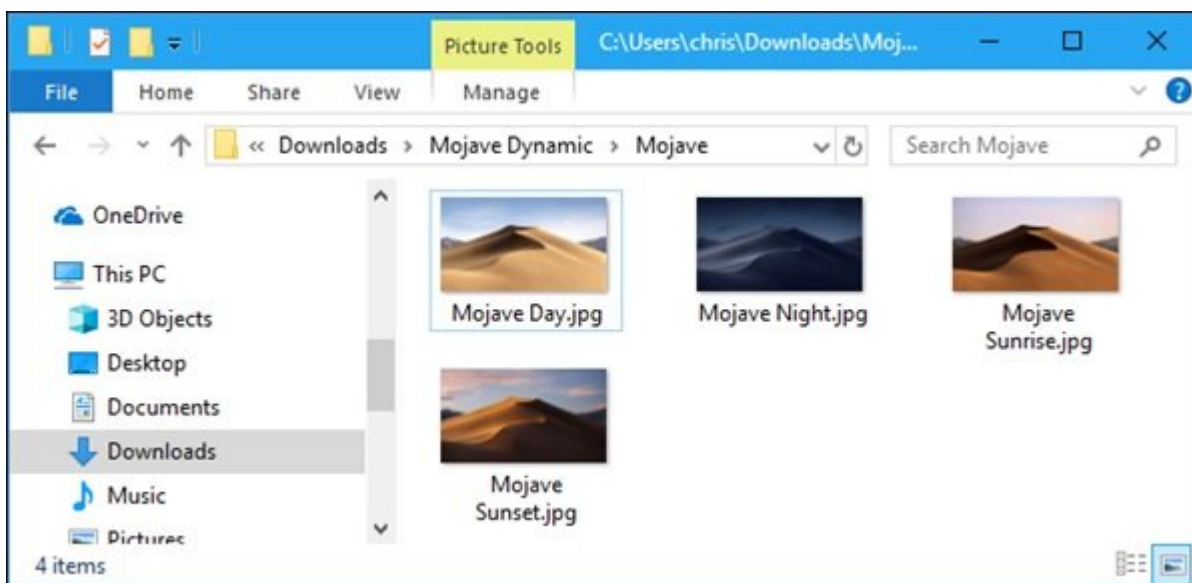 Picture Tools
C:\Users\chris\Downloads\Moj...
File
Home
Share
View
Manage
?
« Downloads › Mojave Dynamic › Mojave
Search Mojave
OneDrive
This PC
3D Objects
Desktop
Documents
Downloads
Music
Pictures
Mojave Day.jpg
Mojave Night.jpg
Mojave
Sunrise.jpg
Mojave
Sunset.jpg
4 items